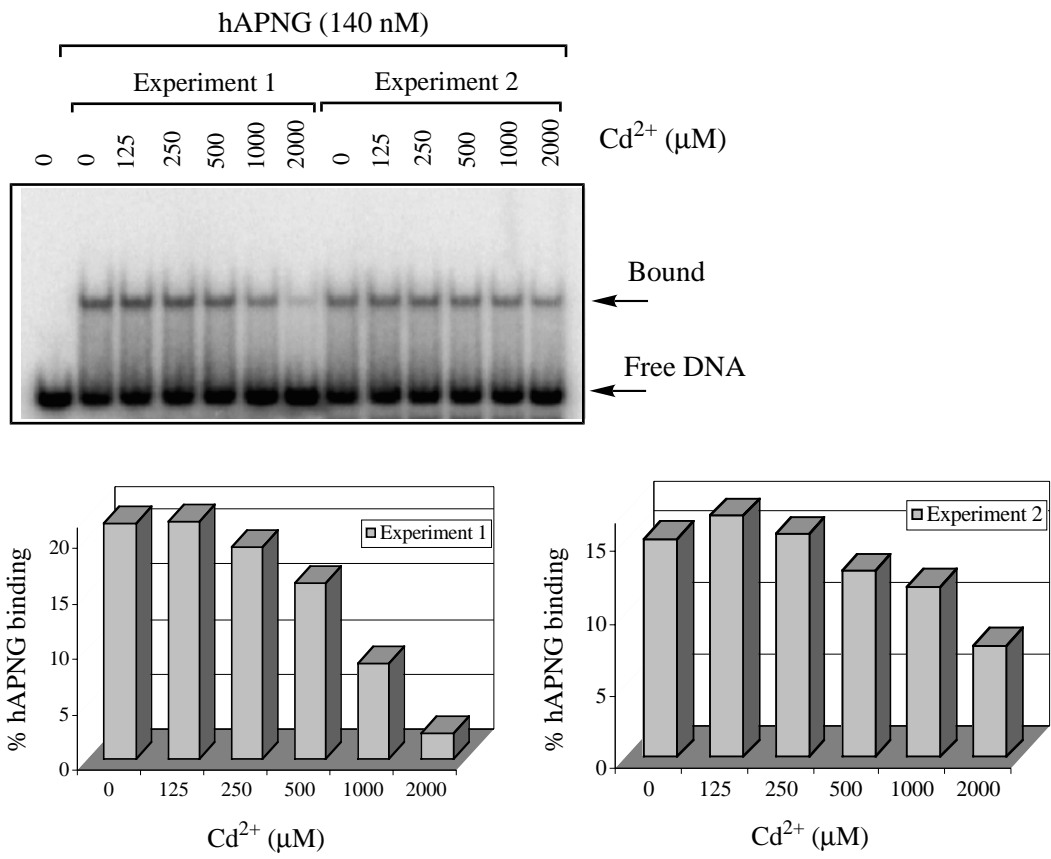 hAPNG (140 nM)
Experiment 1 Experiment 2
0 0 125 250 500 1000 2000 0 125 250 500 1000 2000 Cd²⁺ (μM)
Bound
Free DNA
Experiment 1
% hAPNG binding
20
15
10
5
0
0 125 250 500 1000 2000
Cd²⁺ (μM)
Experiment 2
% hAPNG binding
15
10
5
0
0 125 250 500 1000 2000
Cd²⁺ (μM)